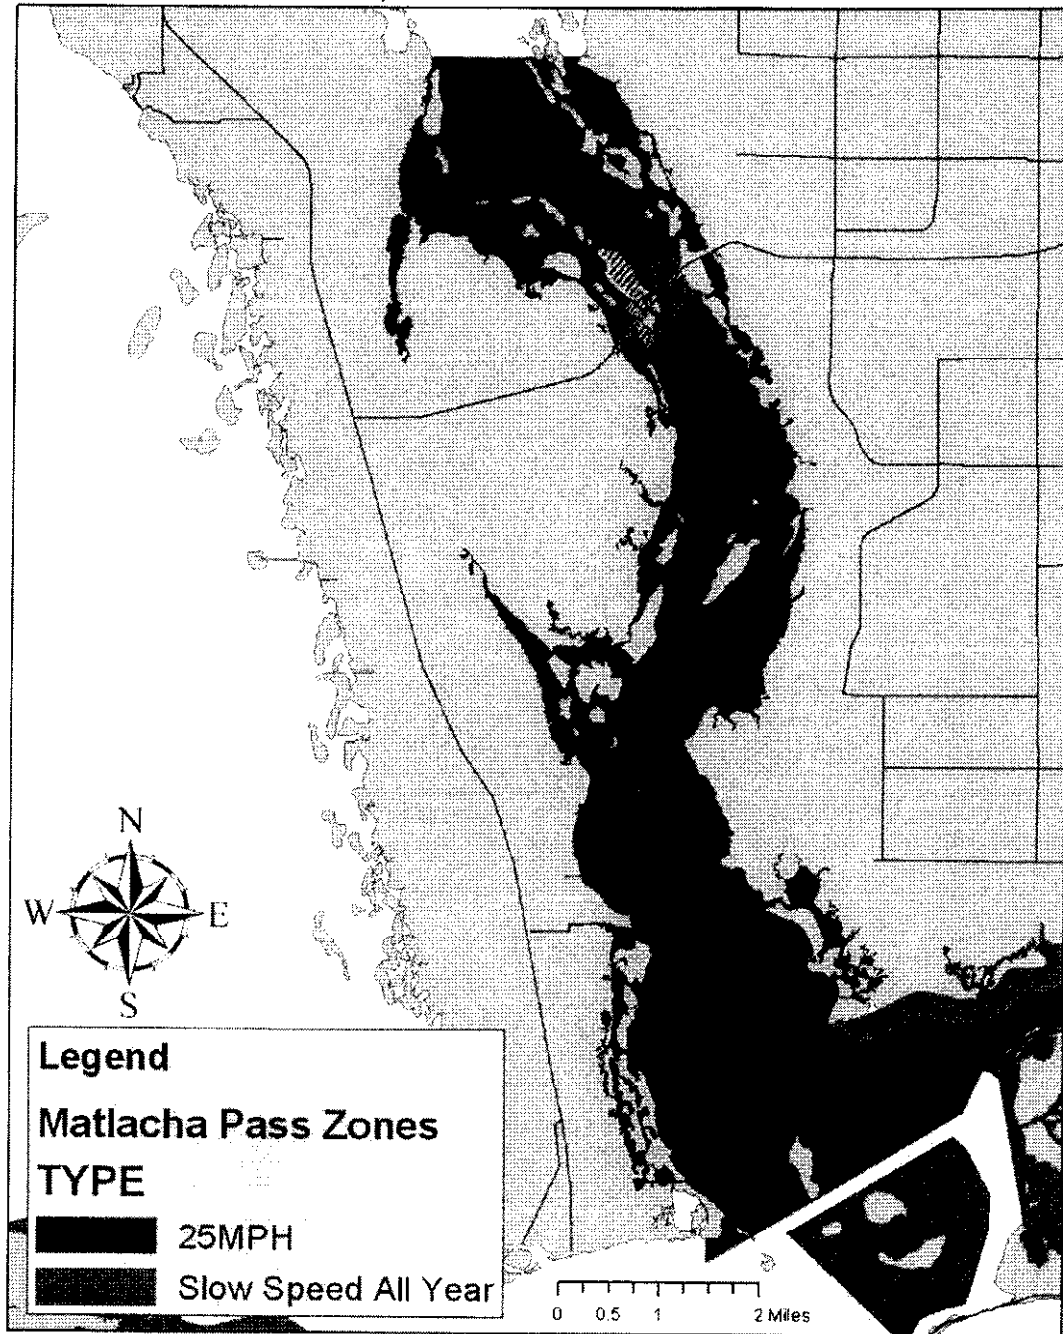 N
W E
S
Legend
Matlacha Pass Zones
TYPE
25MPH
Slow Speed All Year
0 0.5 1 2 Miles